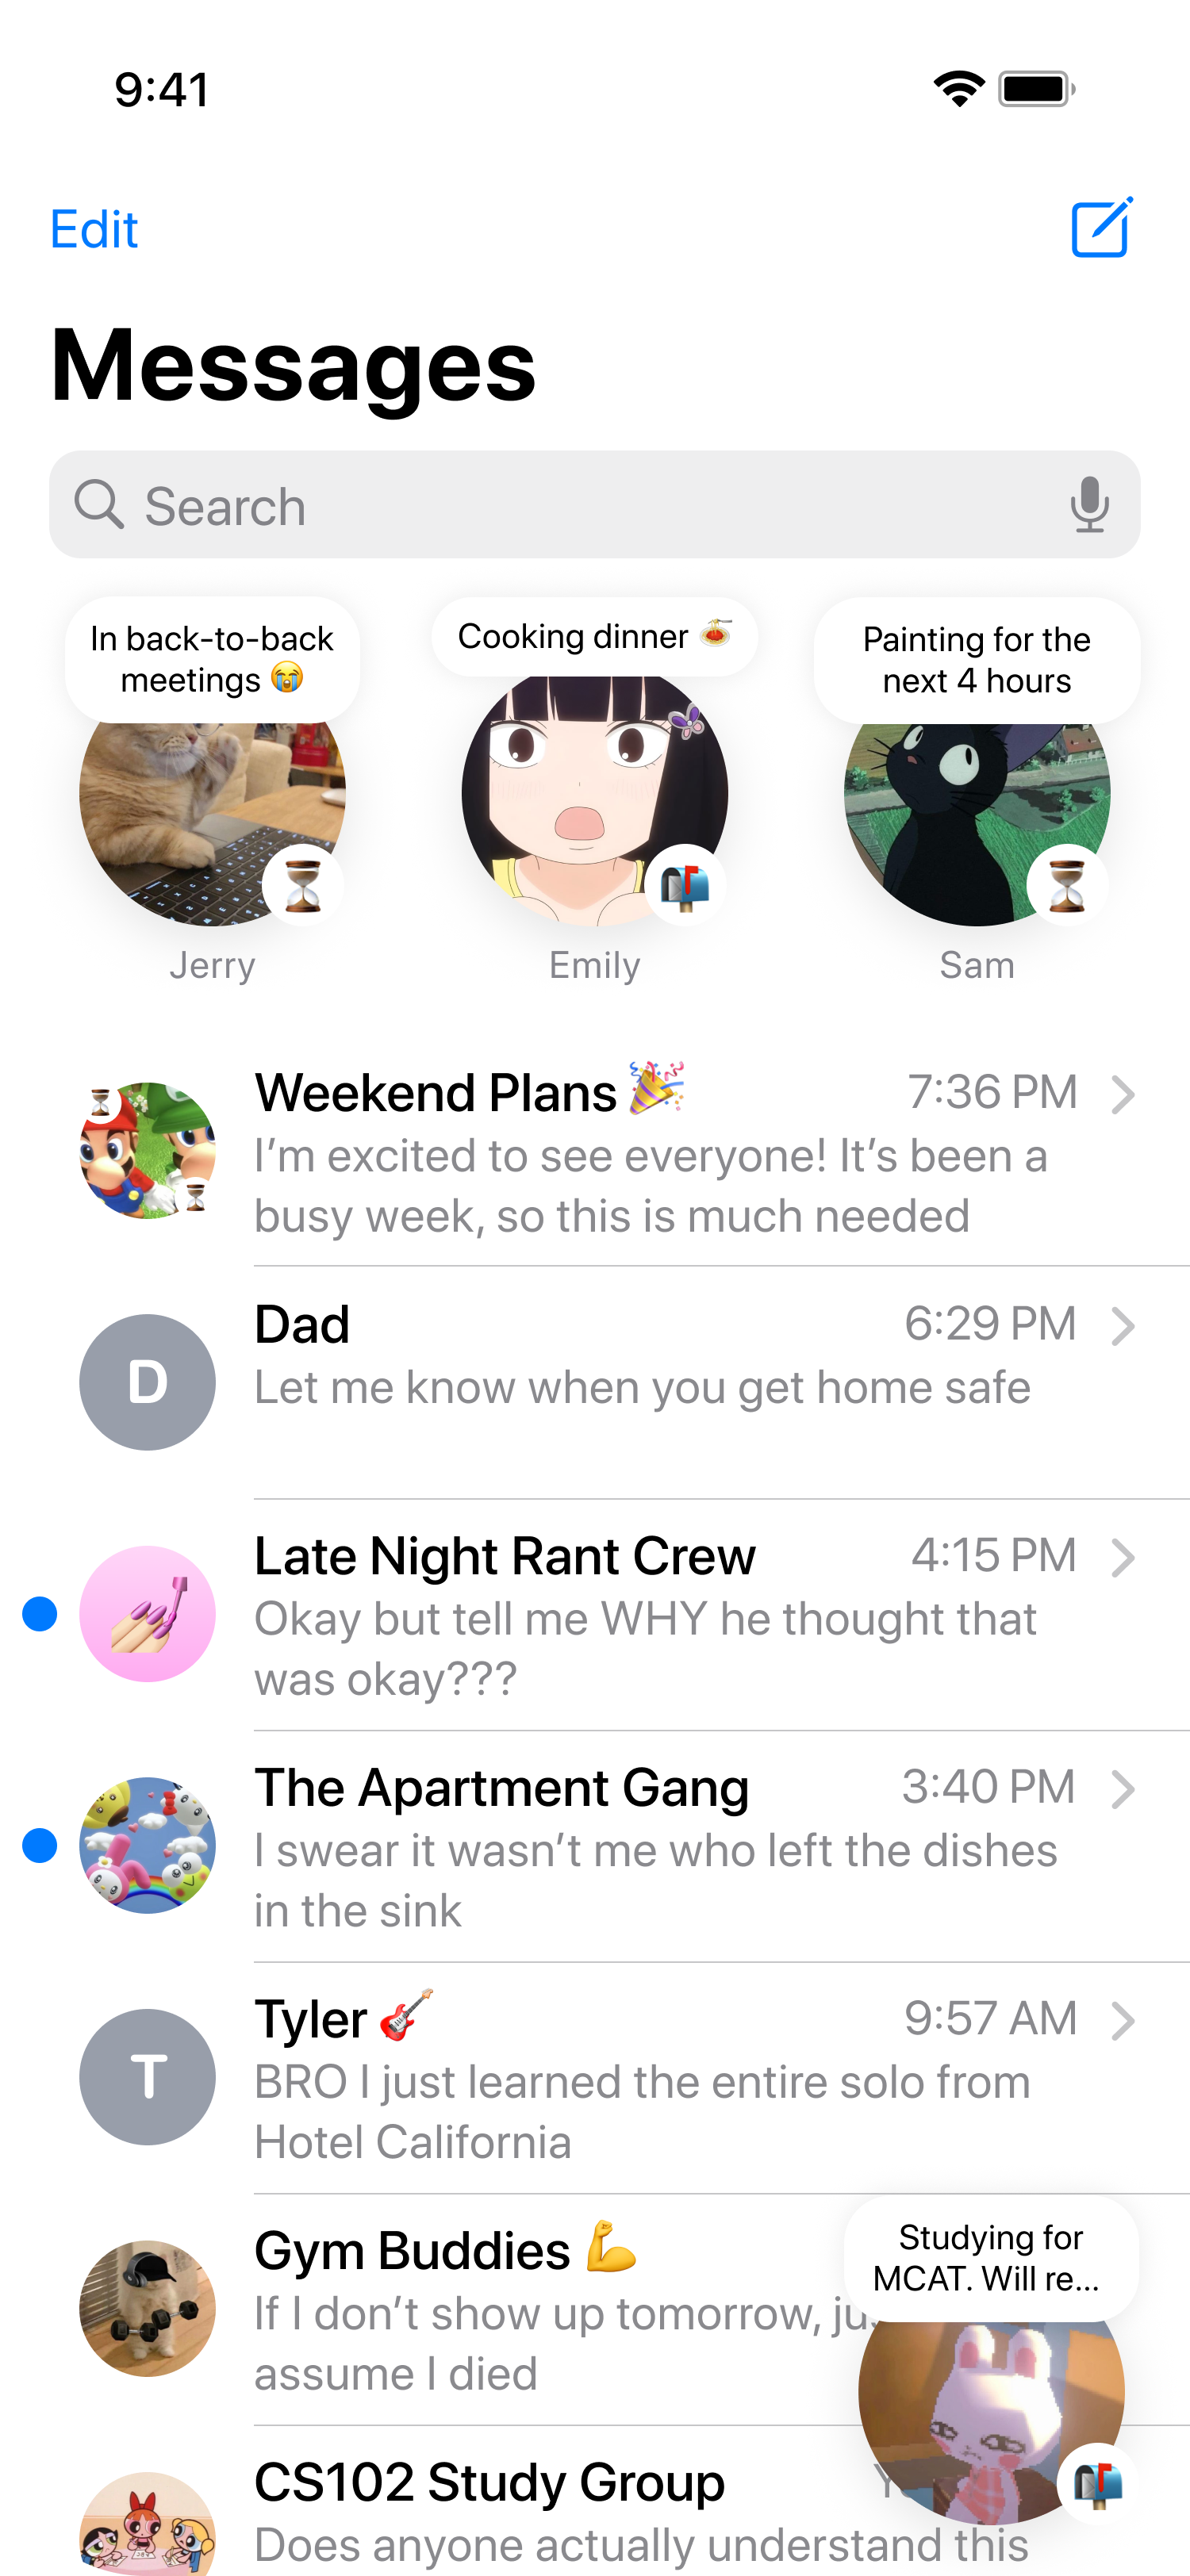 9:41
Edit
Messages
Search
In back-to-back
meetings 😭
Cooking dinner 🍝
Painting for the
next 4 hours
Jerry
Emily
Sam
Weekend Plans 🎉
7:36 PM
I’m excited to see everyone! It’s been a
busy week, so this is much needed
D
Dad
6:29 PM
Let me know when you get home safe
Late Night Rant Crew
4:15 PM
Okay but tell me WHY he thought that
was okay???
The Apartment Gang
3:40 PM
I swear it wasn’t me who left the dishes
in the sink
T
Tyler 🎸
9:57 AM
BRO I just learned the entire solo from
Hotel California
Studying for
MCAT. Will re...
Gym Buddies 💪
If I don’t show up tomorrow,
assume I died
CS102 Study Group
Does anyone actually understand this